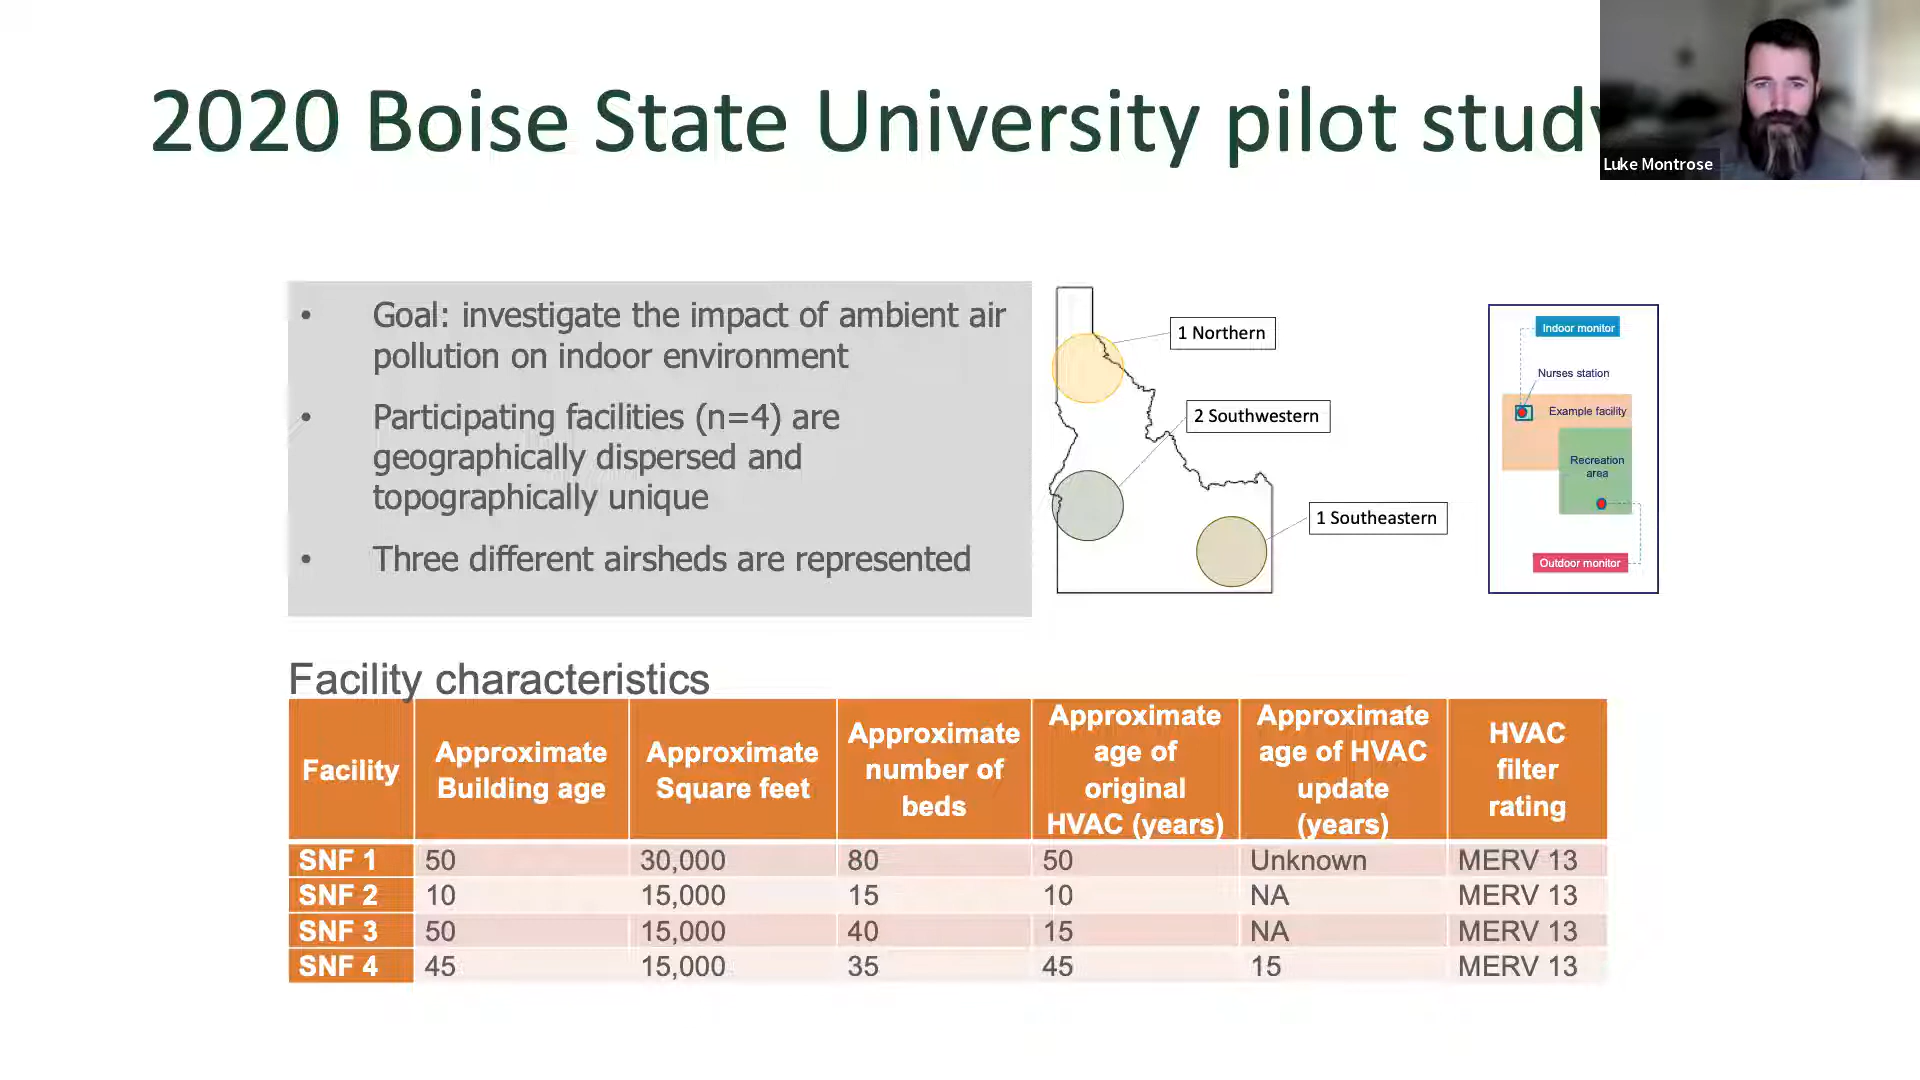 2020 Boise State University pilot study
Luke Montrose
• Goal: investigate the impact of ambient air
pollution on indoor environment
• Participating facilities (n=4) are
geographically dispersed and
topographically unique
• Three different airsheds are represented
1 Northern
2 Southwestern
1 Southeastern
Indoor monitor
Nurses station
Example facility
Recreation
area
Outdoor monitor
Facility characteristics
Facility
Approximate
Building age
Approximate
Square feet
Approximate
number of
beds
Approximate
age of
original
HVAC (years)
Approximate
age of HVAC
update
(years)
HVAC
filter
rating
SNF 1 50 30,000 80 50 Unknown MERV 13
SNF 2 10 15,000 15 10 NA MERV 13
SNF 3 50 15,000 40 15 NA MERV 13
SNF 4 45 15,000 35 45 15 MERV 13